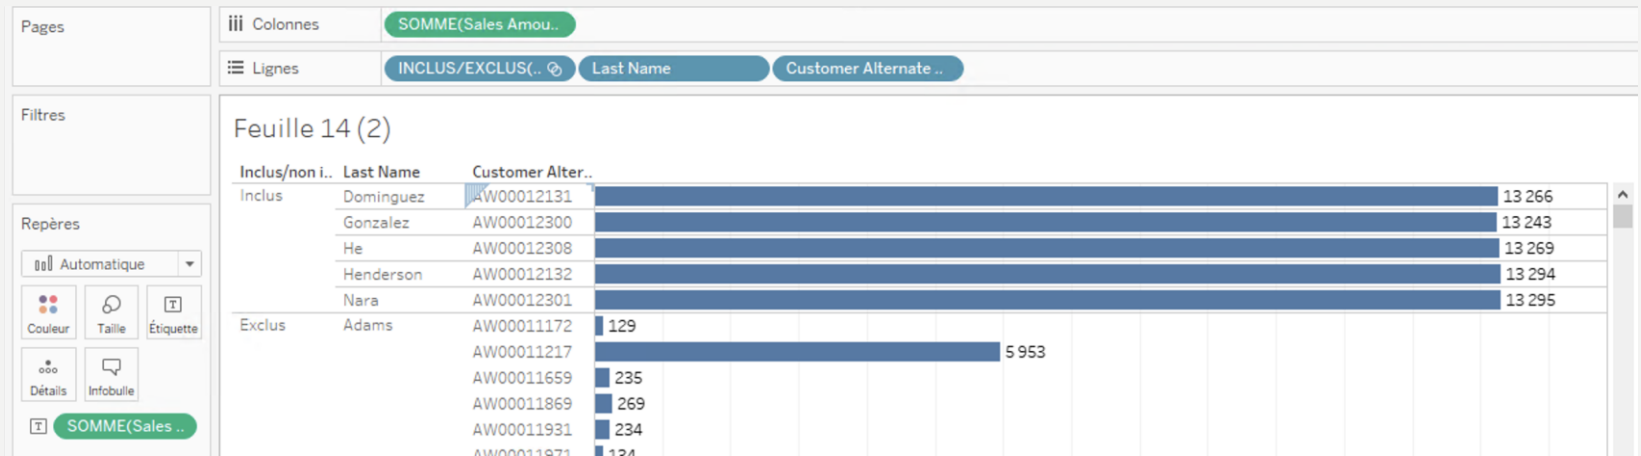 Pages
Colonnes SOMME(Sales Amou..
Lignes INCLUS/EXCLUS(.. Last Name Customer Alternate ..
Filtres
Feuille 14 (2)
Inclus/non i.. Last Name Customer Alter..
Inclus Dominguez AW00012131 13 266
Gonzalez AW00012300 13 243
He AW00012308 13 269
Henderson AW00012132 13 294
Nara AW00012301 13 295
Exclus Adams AW00011172 129
AW00011217 5 953
AW00011659 235
AW00011869 269
AW00011931 234
AW00011971 134
Repères
Automatique
Couleur Taille Étiquette
Détails Infobulle
T SOMME(Sales ..